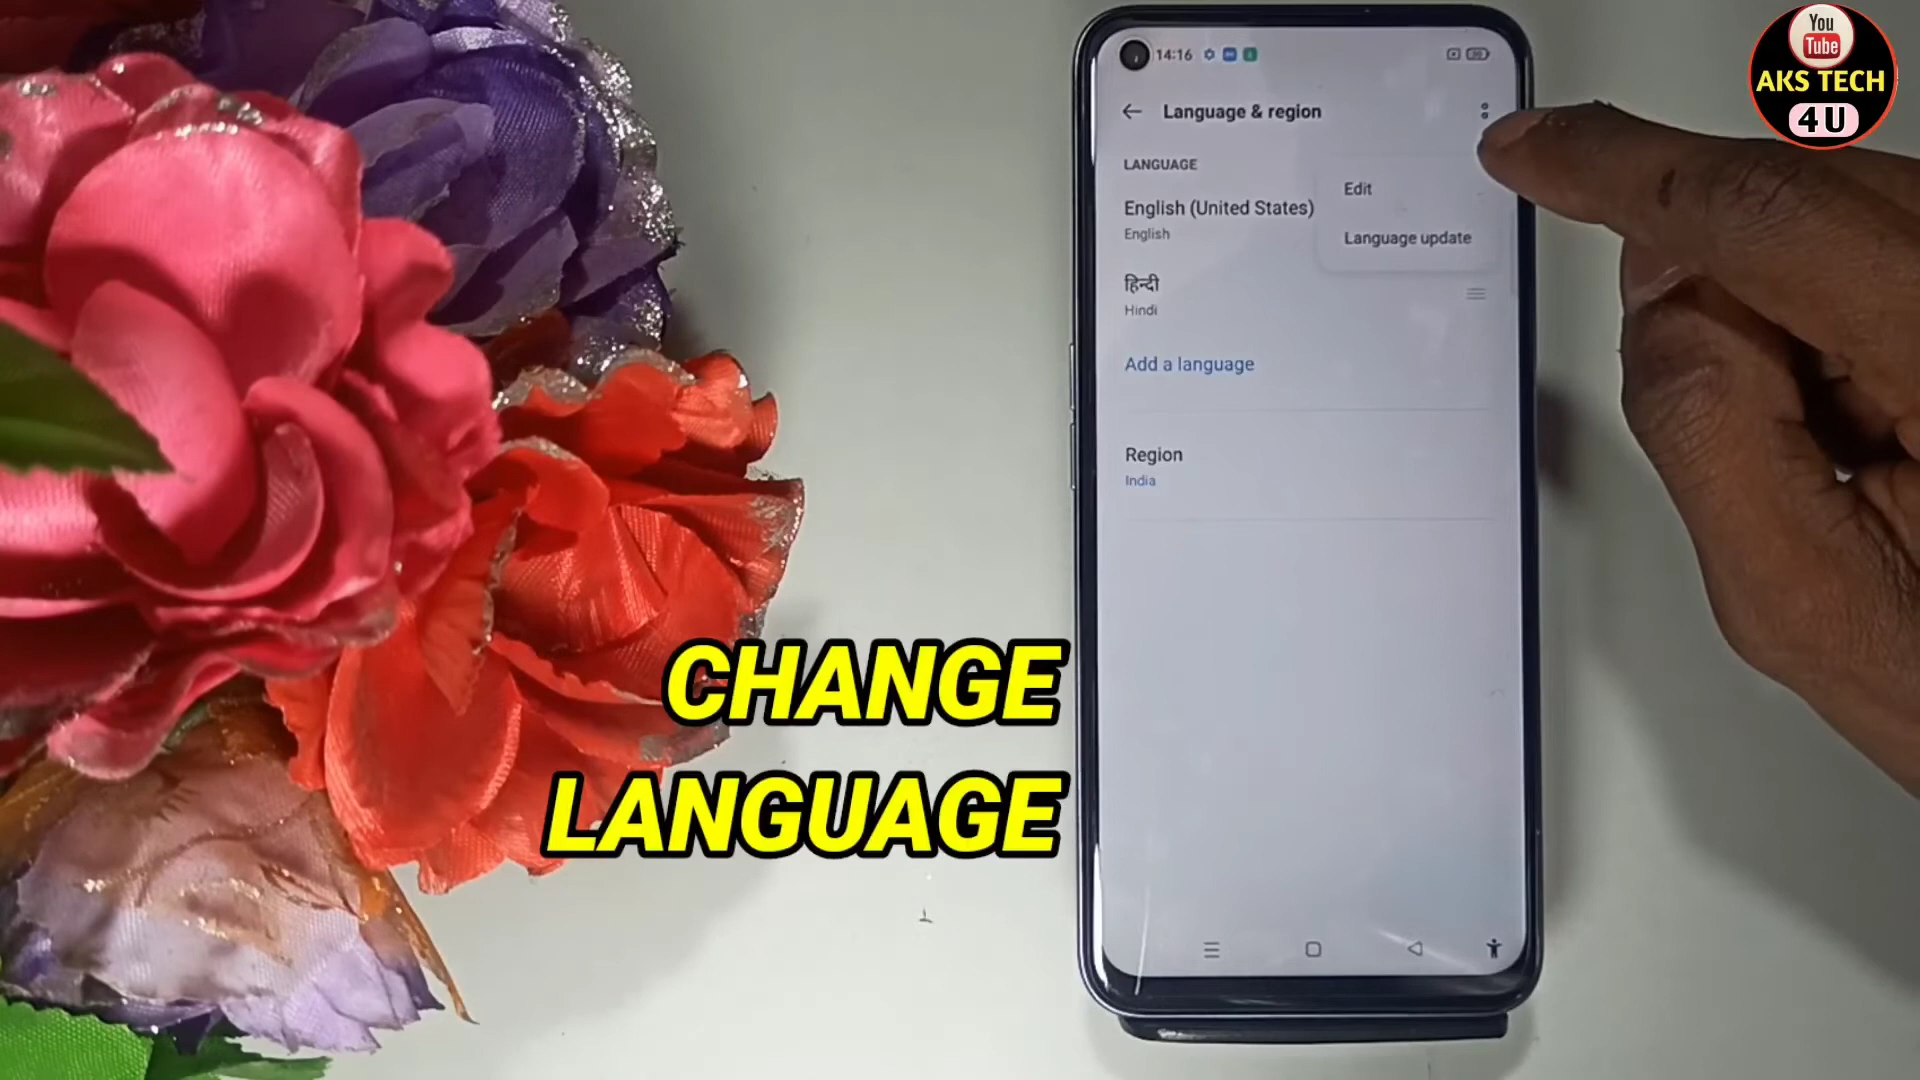 14:16
Language & region
LANGUAGE
Edit
English (United States)
English
Language update
हिन्दी
Hindi
Add a language
Region
India
CHANGE
LANGUAGE
You
Tube
AKS TECH
4U